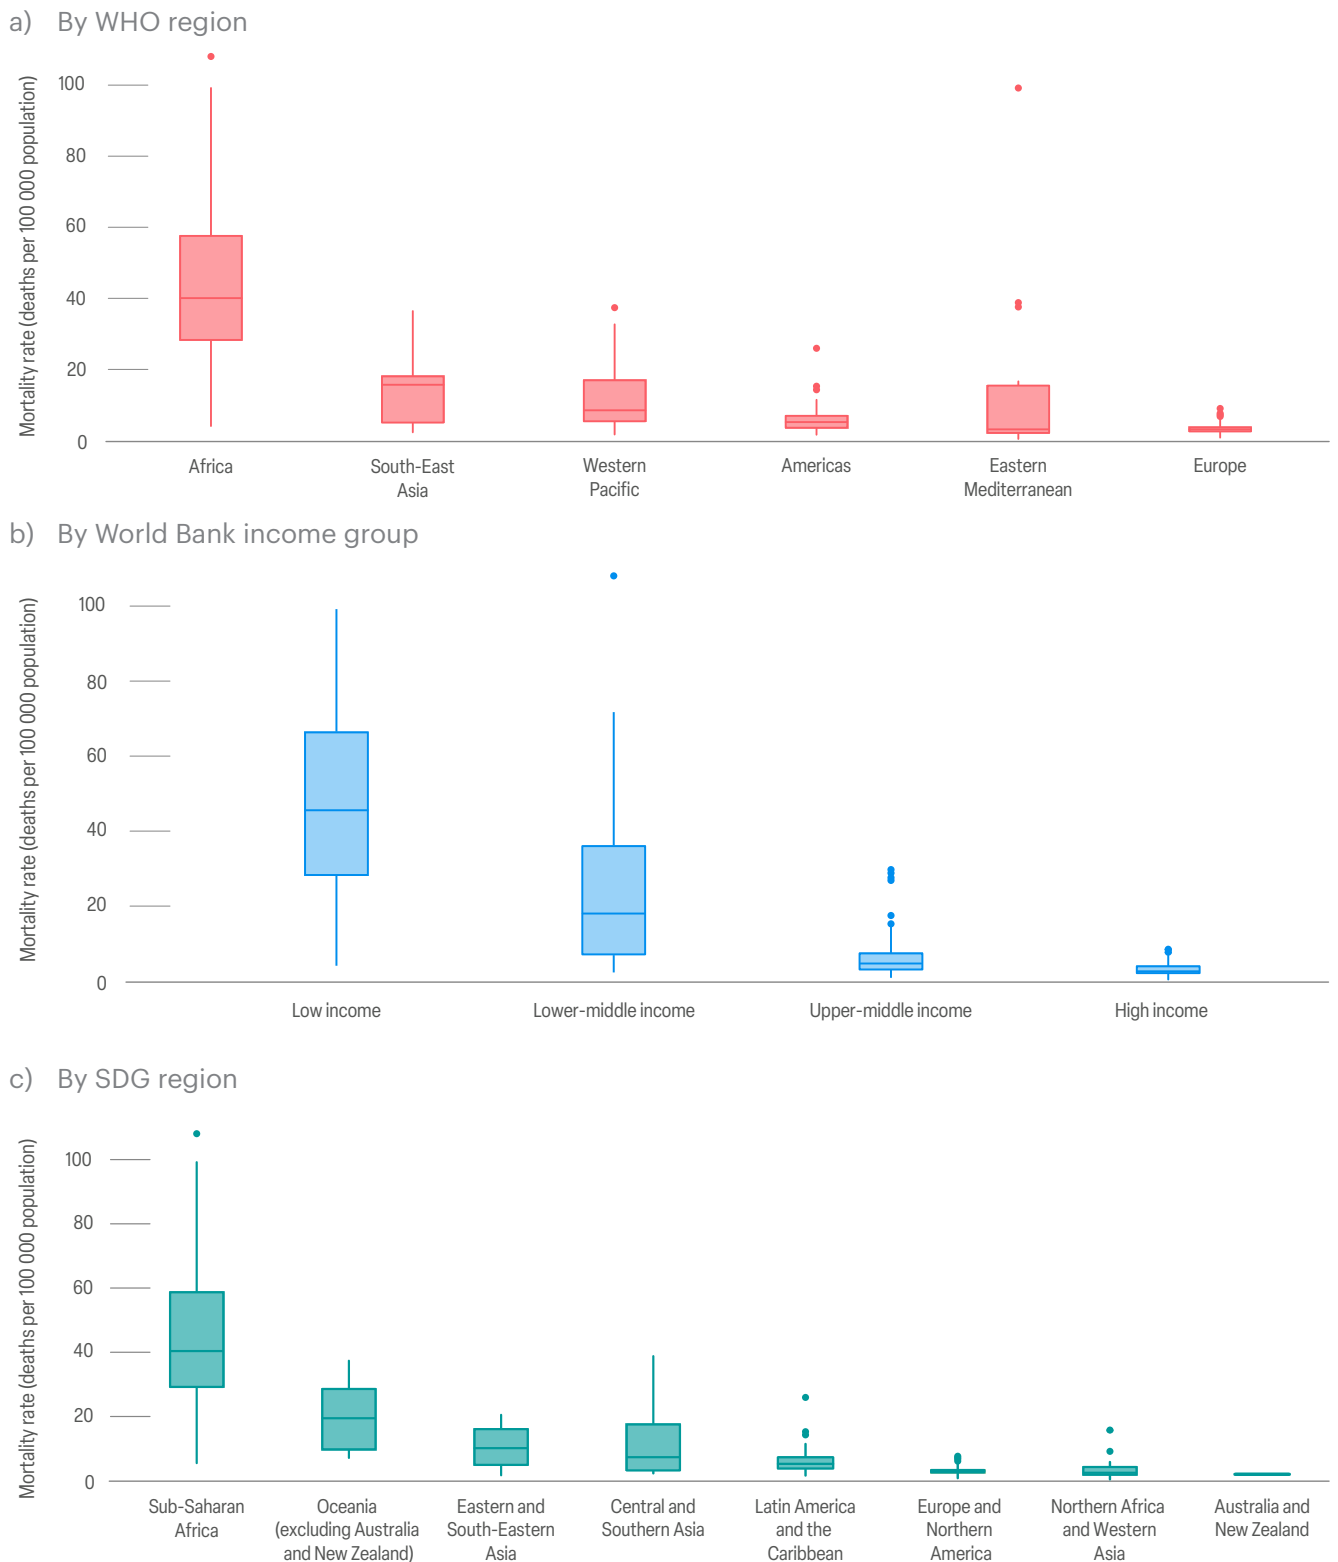 a) By WHO region
Mortality rate (deaths per 100 000 population)
100
80
60
40
20
0
Africa
South-East
Asia
Western
Pacific
Americas
Eastern
Mediterranean
Europe
b) By World Bank income group
Mortality rate (deaths per 100 000 population)
100
80
60
40
20
0
Low income
Lower-middle income
Upper-middle income
High income
c) By SDG region
Mortality rate (deaths per 100 000 population)
100
80
60
40
20
0
Sub-Saharan
Africa
Oceania
(excluding Australia
and New Zealand)
Eastern and
South-Eastern
Asia
Central and
Southern Asia
Latin America
and the
Caribbean
Europe and
Northern
America
Northern Africa
and Western
Asia
Australia and
New Zealand